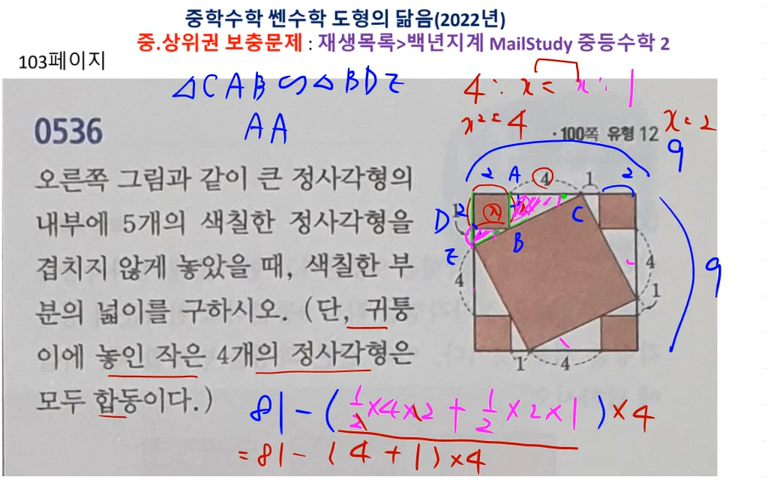 중학수학 쎈수학 도형의 닮음(2022년)
중.상위권 보충문제 : 재생목록>백년지계 MailStudy 중등수학 2
103페이지
△CAB ∽ △BDE
AA
4 : x = x : 1
x² = 4
x = 2
0536
•100쪽 유형 12
오른쪽 그림과 같이 큰 정사각형의
내부에 5개의 색칠한 정사각형을
겹치지 않게 놓았을 때, 색칠한 부
분의 넓이를 구하시오. (단, 귀퉁
이에 놓인 작은 4개의 정사각형은
모두 합동이다.)
9
2 A 4 1 2
D 2 x C
E B
4 4 9
1
1 4
81 - (½×4×2 + ½×2×1)×4
= 81 - (4+1)×4